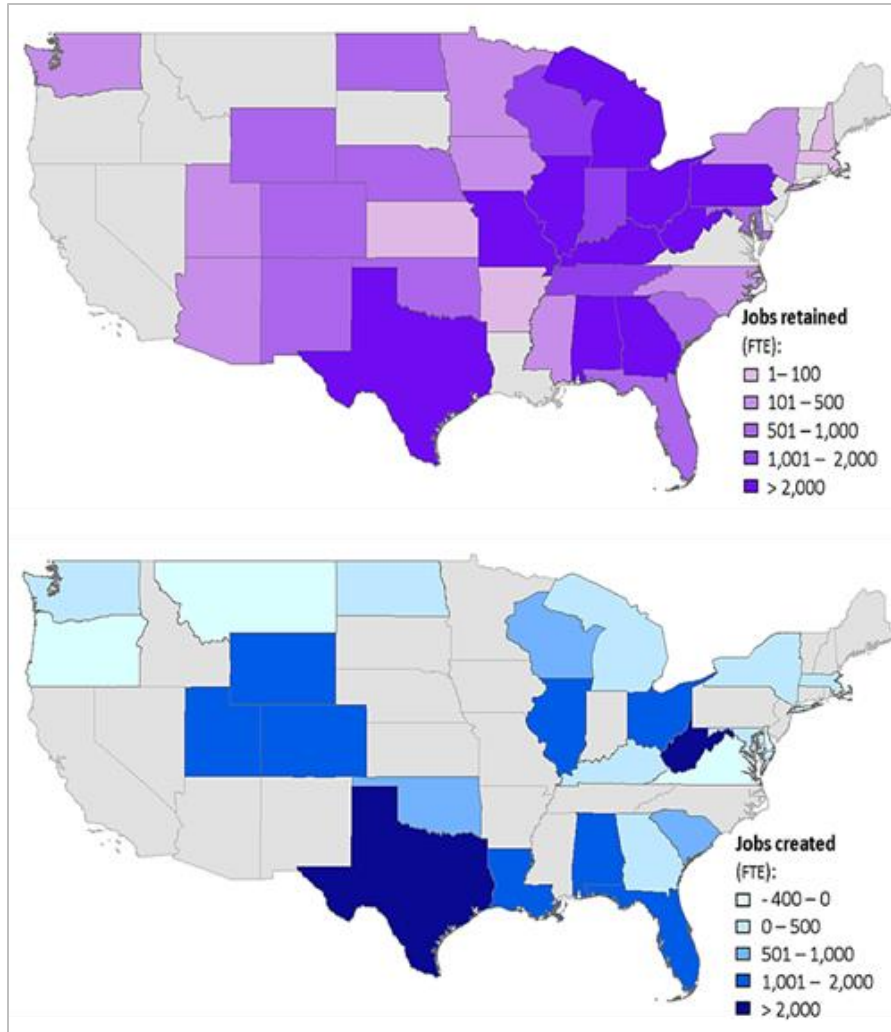 Jobs retained
(FTE):
1 – 100
101 – 500
501 – 1,000
1,001 – 2,000
> 2,000
Jobs created
(FTE):
- 400 – 0
0 – 500
501 – 1,000
1,001 – 2,000
> 2,000